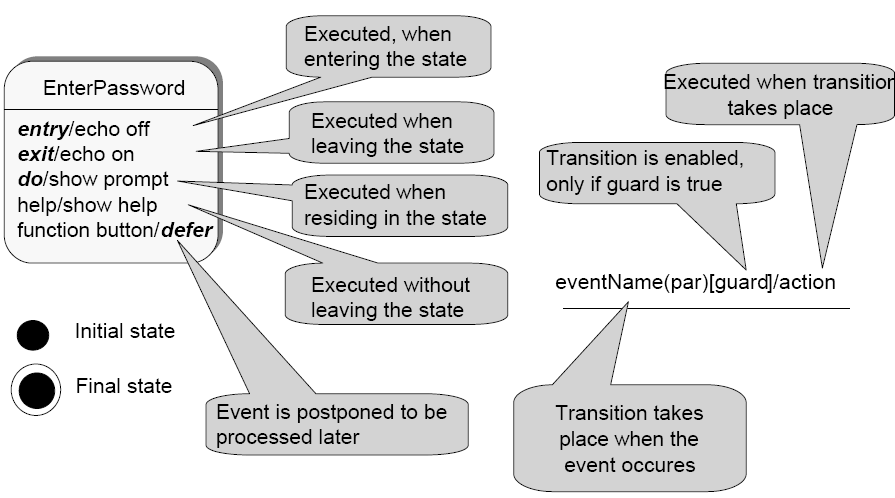 EnterPassword
entry/echo off
exit/echo on
do/show prompt
help/show help
function button/defer
Executed, when
entering the state
Executed when
leaving the state
Executed when
residing in the state
Executed without
leaving the state
Event is postponed to be
processed later
Initial state
Final state
Executed when transition
takes place
Transition is enabled,
only if guard is true
eventName(par)[guard]/action
Transition takes
place when the
event occures